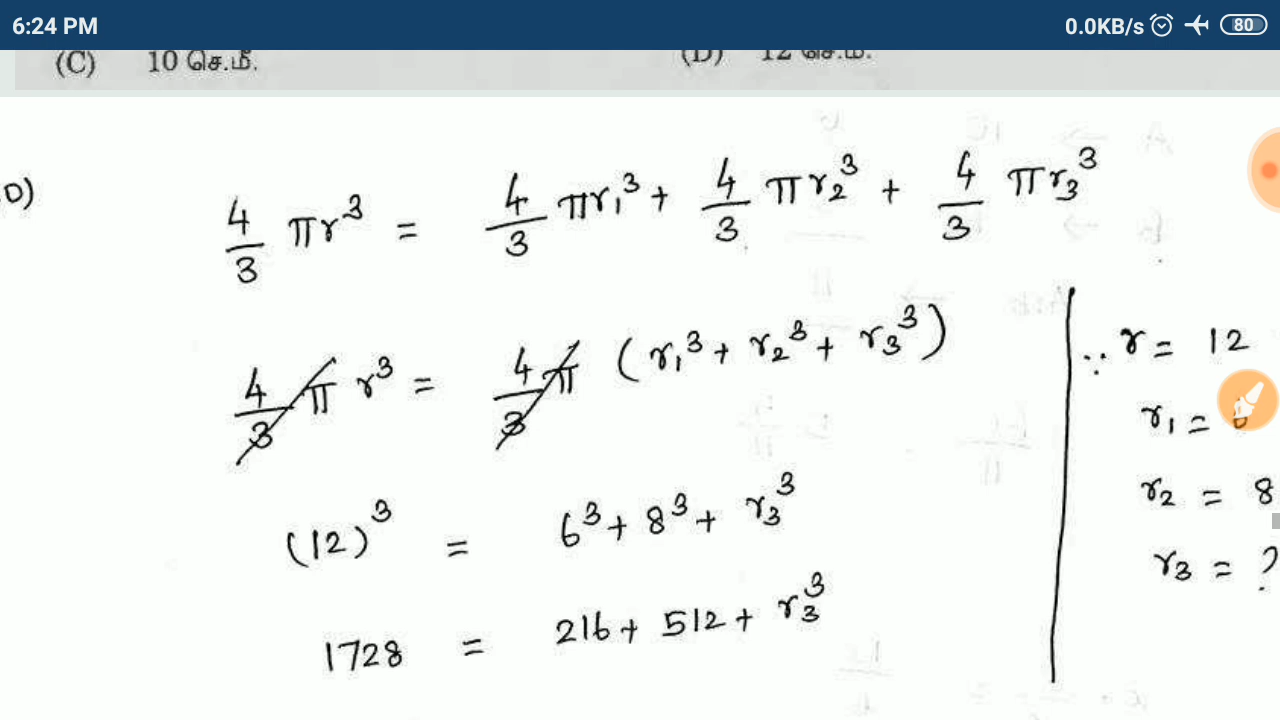 6:24 PM 0.0KB/s 80
(C) 10 செ.மீ. (D) 12 செ.மீ.
D)
4/3 πr³ = 4/3 πr₁³ + 4/3 πr₂³ + 4/3 πr₃³
4/3 π r³ = 4/3 π (r₁³ + r₂³ + r₃³)
∵ r = 12
r₁ =
r₂ = 8
r₃ = ?
(12)³ = 6³ + 8³ + r₃³
1728 = 216 + 512 + r₃³